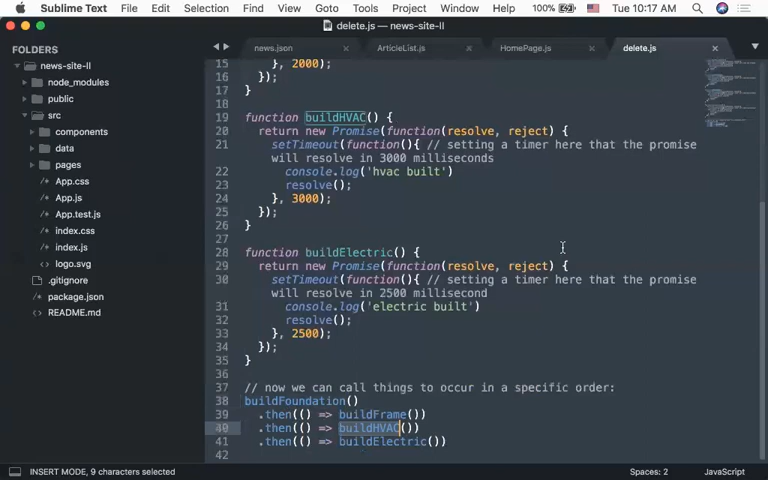 Sublime Text File Edit Selection Find View Goto Tools Project Window Help 100% Tue 10:17 AM
delete.js — news-site-II
FOLDERS
news-site-II
node_modules
public
src
components
data
pages
App.css
App.js
App.test.js
index.css
index.js
logo.svg
.gitignore
package.json
README.md
news.json ArticleList.js HomePage.js delete.js
15 }, 2000);
16 });
17 }
18
19 function buildHVAC() {
20 return new Promise(function(resolve, reject) {
21 setTimeout(function(){ // setting a timer here that the promise
will resolve in 3000 milliseconds
22 console.log('hvac built')
23 resolve();
24 }, 3000);
25 });
26 }
27
28 function buildElectric() {
29 return new Promise(function(resolve, reject) {
30 setTimeout(function(){ // setting a timer here that the promise
will resolve in 2500 millisecond
31 console.log('electric built')
32 resolve();
33 }, 2500);
34 });
35 }
36
37 // now we can call things to occur in a specific order:
38 buildFoundation()
39 .then(() => buildFrame())
40 .then(() => buildHVAC())
41 .then(() => buildElectric())
42
INSERT MODE, 9 characters selected Spaces: 2 JavaScript